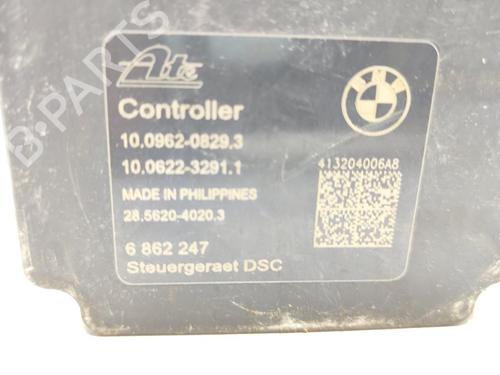 B-PARTS
Ate
Controller
10.0962-0829.3
10.0622-3291.1
413204006A8
MADE IN PHILIPPINES
28.5620-4020.3
6 862 247
Steuergeraet DSC
BMW